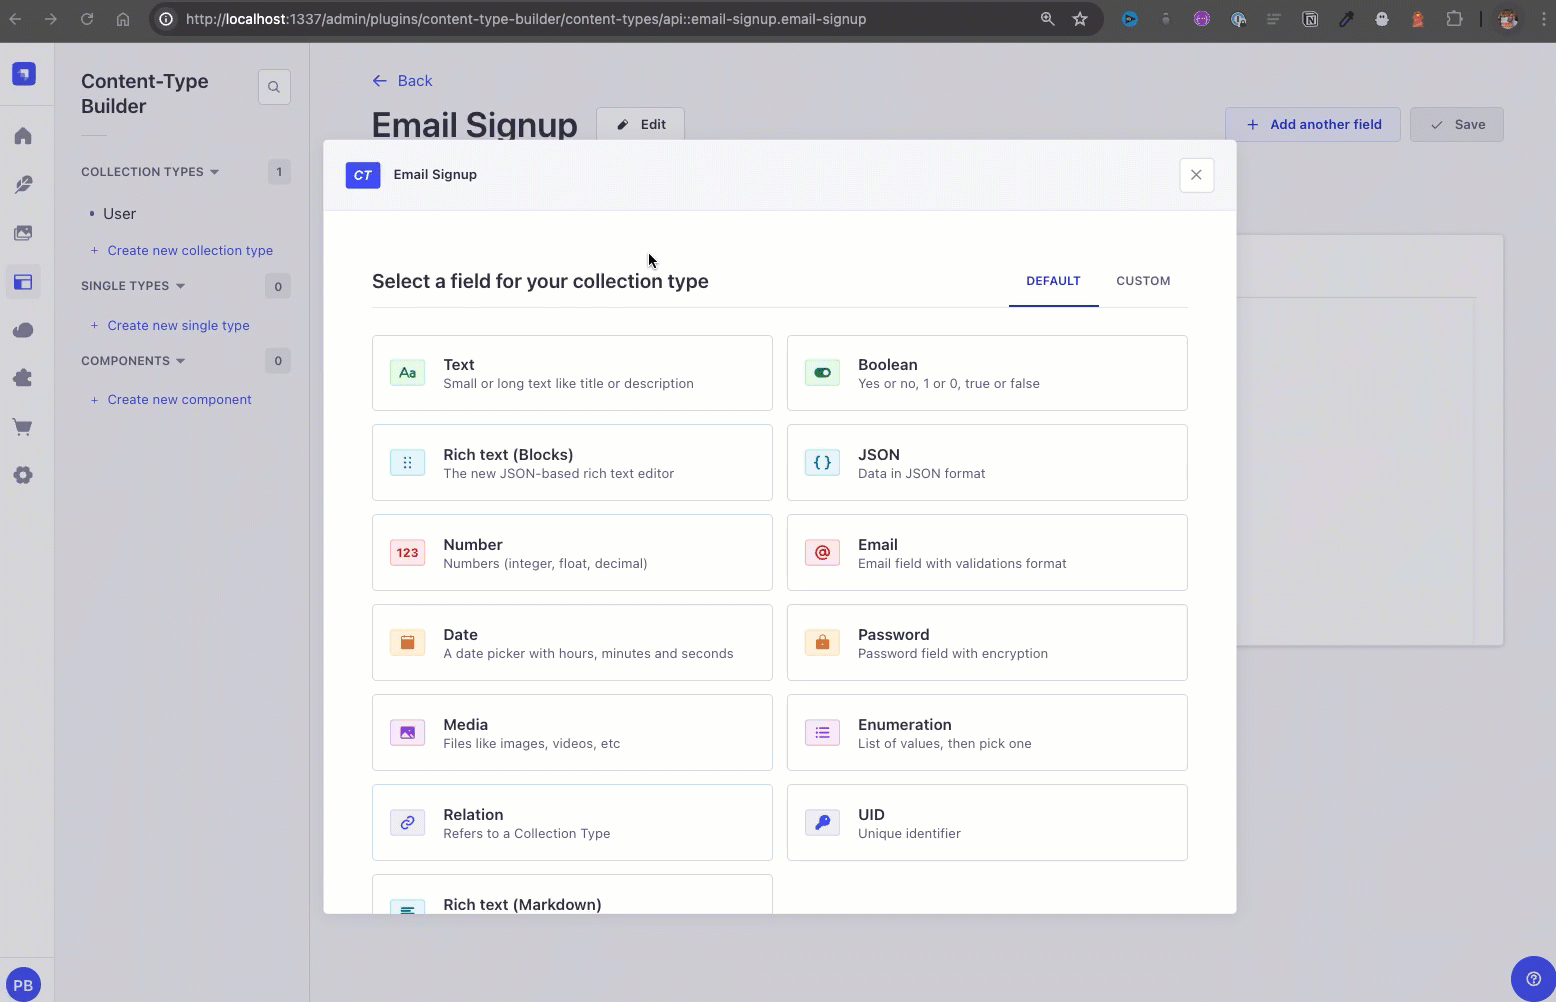 http://localhost:1337/admin/plugins/content-type-builder/content-types/api::email-signup.email-signup
Content-Type
Builder
COLLECTION TYPES
1
User
+ Create new collection type
SINGLE TYPES
0
+ Create new single type
COMPONENTS
0
+ Create new component
PB
← Back
Email Signup
Edit
+ Add another field
Save
CT
Email Signup
Select a field for your collection type
DEFAULT
CUSTOM
Aa
Text
Small or long text like title or description
Boolean
Yes or no, 1 or 0, true or false
Rich text (Blocks)
The new JSON-based rich text editor
{}
JSON
Data in JSON format
123
Number
Numbers (integer, float, decimal)
@
Email
Email field with validations format
Date
A date picker with hours, minutes and seconds
Password
Password field with encryption
Media
Files like images, videos, etc
Enumeration
List of values, then pick one
Relation
Refers to a Collection Type
UID
Unique identifier
Rich text (Markdown)